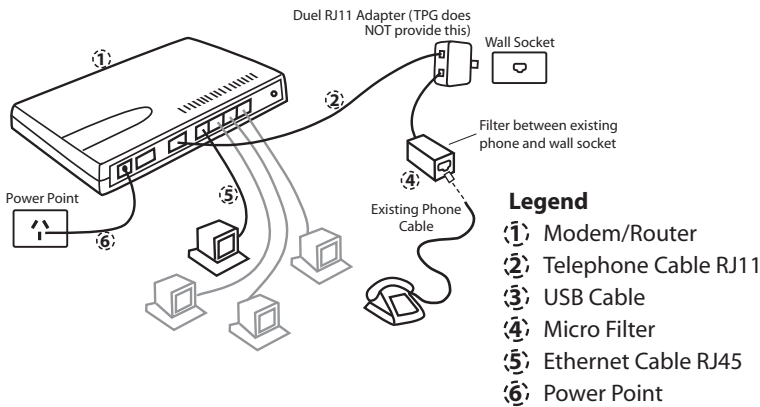 Duel RJ11 Adapter (TPG does
NOT provide this)
Wall Socket
1
2
Filter between existing
phone and wall socket
4
5
Power Point
6
Existing Phone
Cable
Legend
1 Modem/Router
2 Telephone Cable RJ11
3 USB Cable
4 Micro Filter
5 Ethernet Cable RJ45
6 Power Point